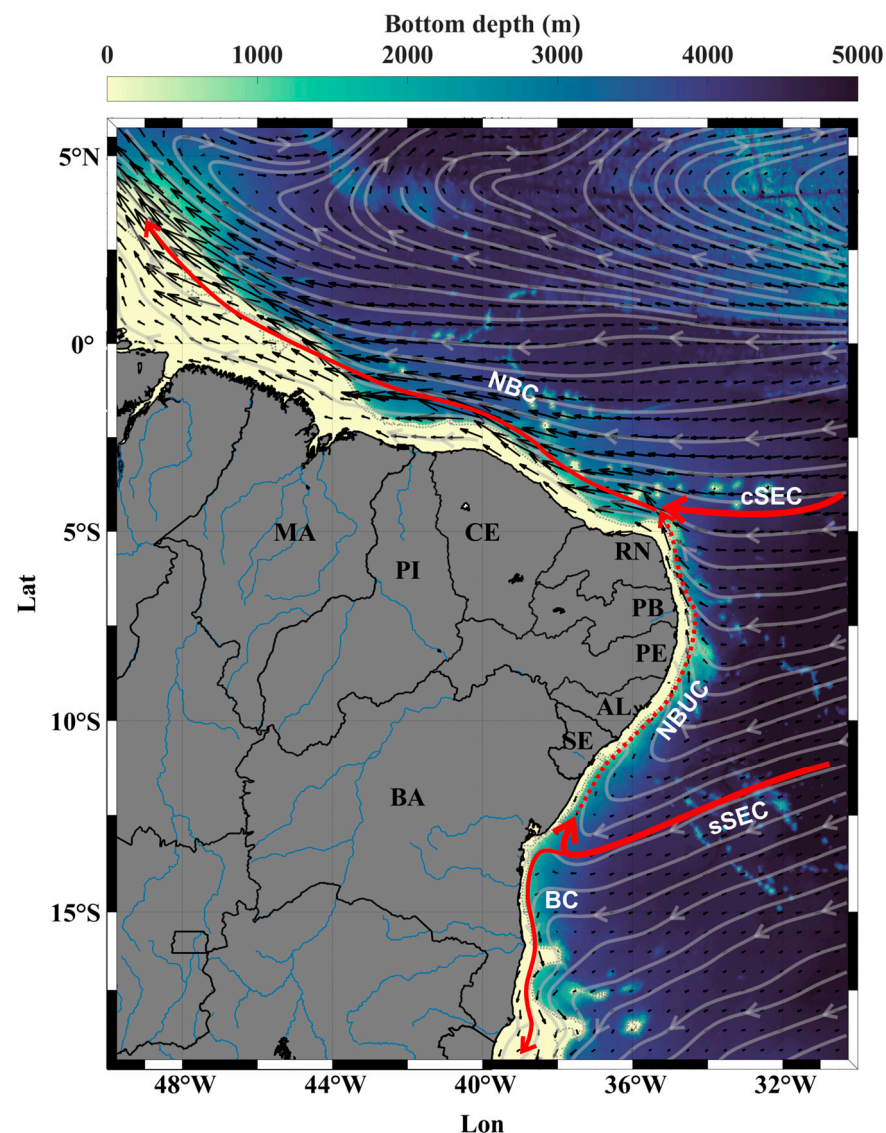 Bottom depth (m)
0 1000 2000 3000 4000 5000
5°N
0°
NBC
cSEC
5°S
MA
CE
RN
PI
PB
PE
Lat
AL
NBUC
10°S
SE
BA
sSEC
BC
15°S
48°W 44°W 40°W 36°W 32°W
Lon